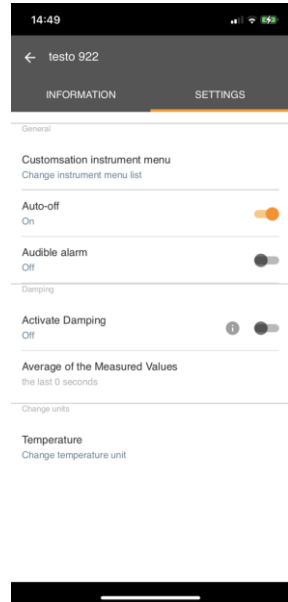 14:49
testo 922
INFORMATION SETTINGS
General
Customsation instrument menu
Change instrument menu list
Auto-off
On
Audible alarm
Off
Damping
Activate Damping
Off
Average of the Measured Values
the last 0 seconds
Change units
Temperature
Change temperature unit